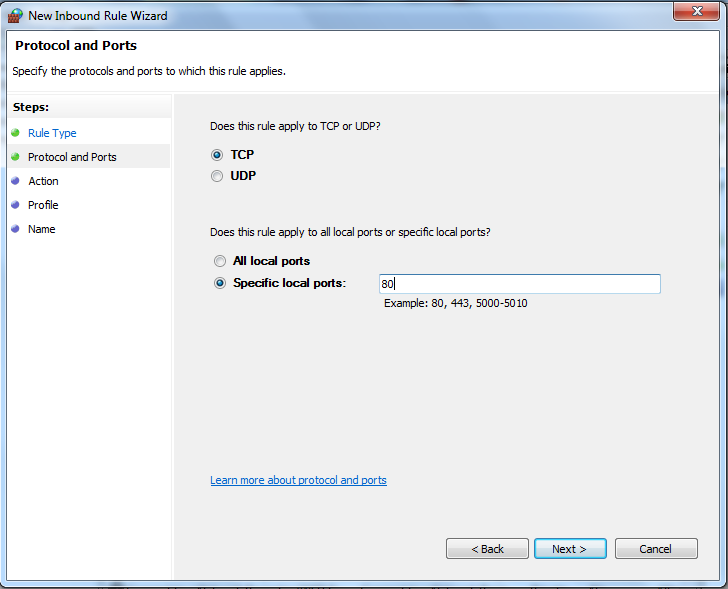 New Inbound Rule Wizard
Protocol and Ports
Specify the protocols and ports to which this rule applies.
Steps:
Rule Type
Protocol and Ports
Action
Profile
Name
Does this rule apply to TCP or UDP?
TCP
UDP
Does this rule apply to all local ports or specific local ports?
All local ports
Specific local ports:
80
Example: 80, 443, 5000-5010
Learn more about protocol and ports
< Back
Next >
Cancel